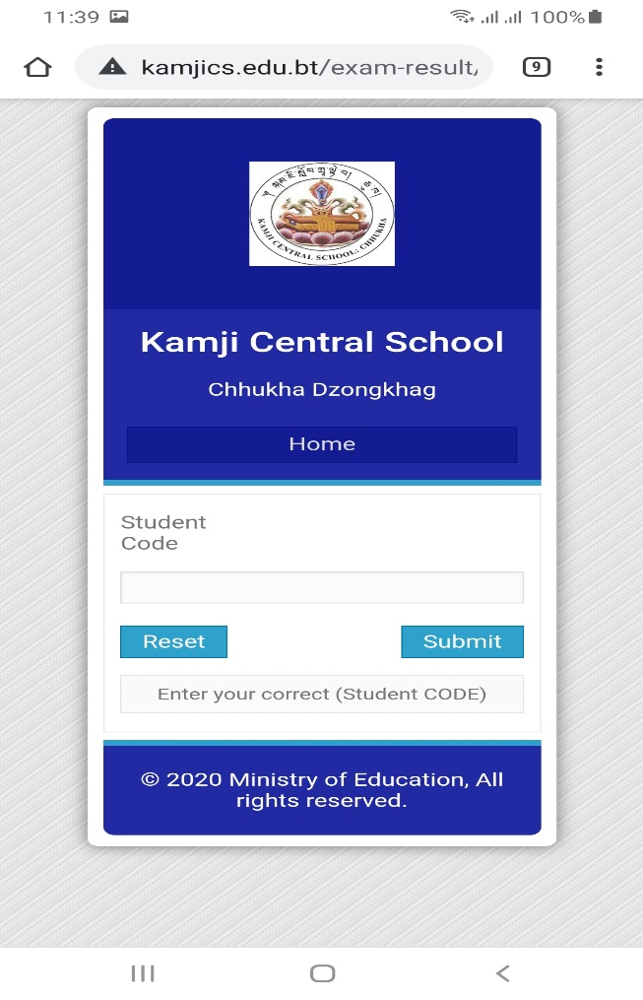 11:39
100%
kamjics.edu.bt/exam-result/
9
KAMJI CENTRAL SCHOOL: CHHUKHA
Kamji Central School
Chhukha Dzongkhag
Home
Student
Code
Reset
Submit
Enter your correct (Student CODE)
© 2020 Ministry of Education, All
rights reserved.